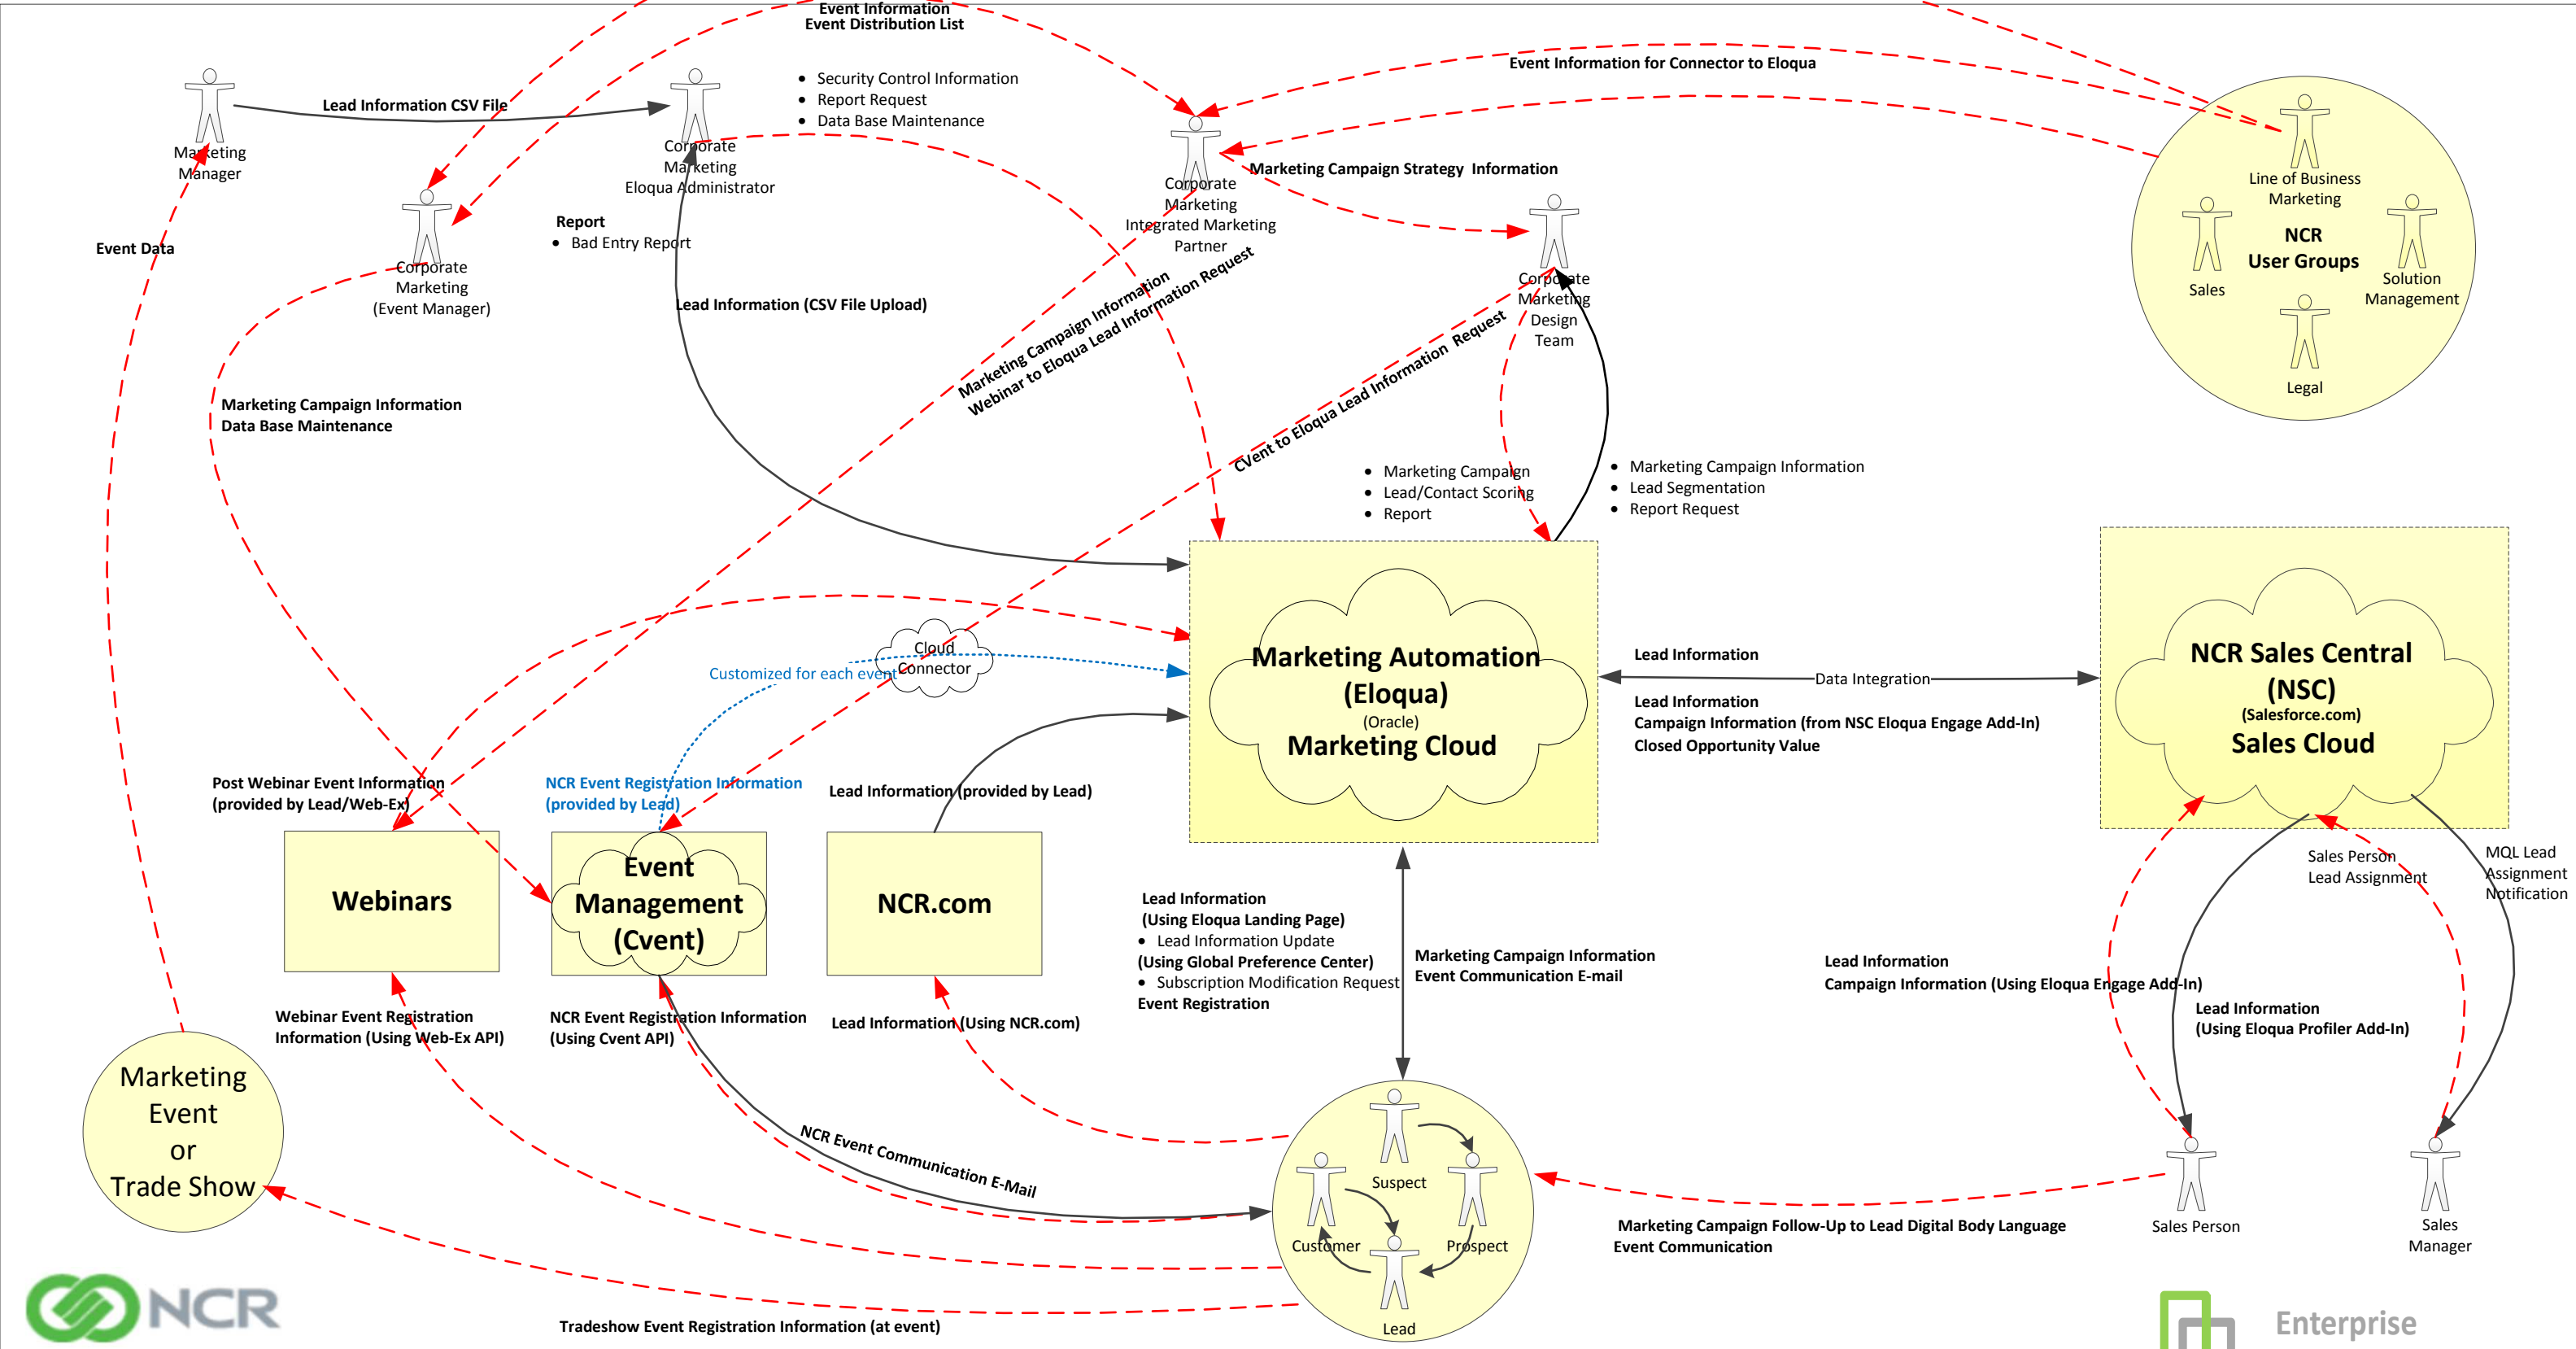 Event Information
Event Distribution List
Security Control Information
Report Request
Data Base Maintenance
Event Information for Connector to Eloqua
Lead Information CSV File
Marketing
Manager
Corporate
Marketing
Eloqua Administrator
Corporate
Marketing
Integrated Marketing
Partner
Marketing Campaign Strategy Information
Line of Business
Marketing
NCR
User Groups
Sales
Solution
Management
Legal
Event Data
Report
Bad Entry Report
Corporate
Marketing
(Event Manager)
Lead Information (CSV File Upload)
Marketing Campaign Information
Webinar to Eloqua Lead Information Request
Corporate
Marketing
Design
Team
CVent to Eloqua Lead Information Request
Marketing Campaign Information
Data Base Maintenance
Marketing Campaign
Lead/Contact Scoring
Report
Marketing Campaign Information
Lead Segmentation
Report Request
Cloud
Connector
Customized for each event
Marketing Automation
(Eloqua)
(Oracle)
Marketing Cloud
Lead Information
Data Integration
Lead Information
Campaign Information (from NSC Eloqua Engage Add-In)
Closed Opportunity Value
NCR Sales Central
(NSC)
(Salesforce.com)
Sales Cloud
Post Webinar Event Information
(provided by Lead/Web-Ex)
NCR Event Registration Information
(provided by Lead)
Lead Information (provided by Lead)
Webinars
Event
Management
(Cvent)
NCR.com
Lead Information
(Using Eloqua Landing Page)
Lead Information Update
(Using Global Preference Center)
Subscription Modification Request
Event Registration
Marketing Campaign Information
Event Communication E-mail
Sales Person
Lead Assignment
MQL Lead
Assignment
Notification
Lead Information
Campaign Information (Using Eloqua Engage Add-In)
Lead Information
(Using Eloqua Profiler Add-In)
Webinar Event Registration
Information (Using Web-Ex API)
NCR Event Registration Information
(Using Cvent API)
Lead Information (Using NCR.com)
Marketing
Event
or
Trade Show
NCR Event Communication E-Mail
Suspect
Customer
Prospect
Lead
Sales Person
Sales
Manager
Marketing Campaign Follow-Up to Lead Digital Body Language
Event Communication
Tradeshow Event Registration Information (at event)
NCR
Enterprise